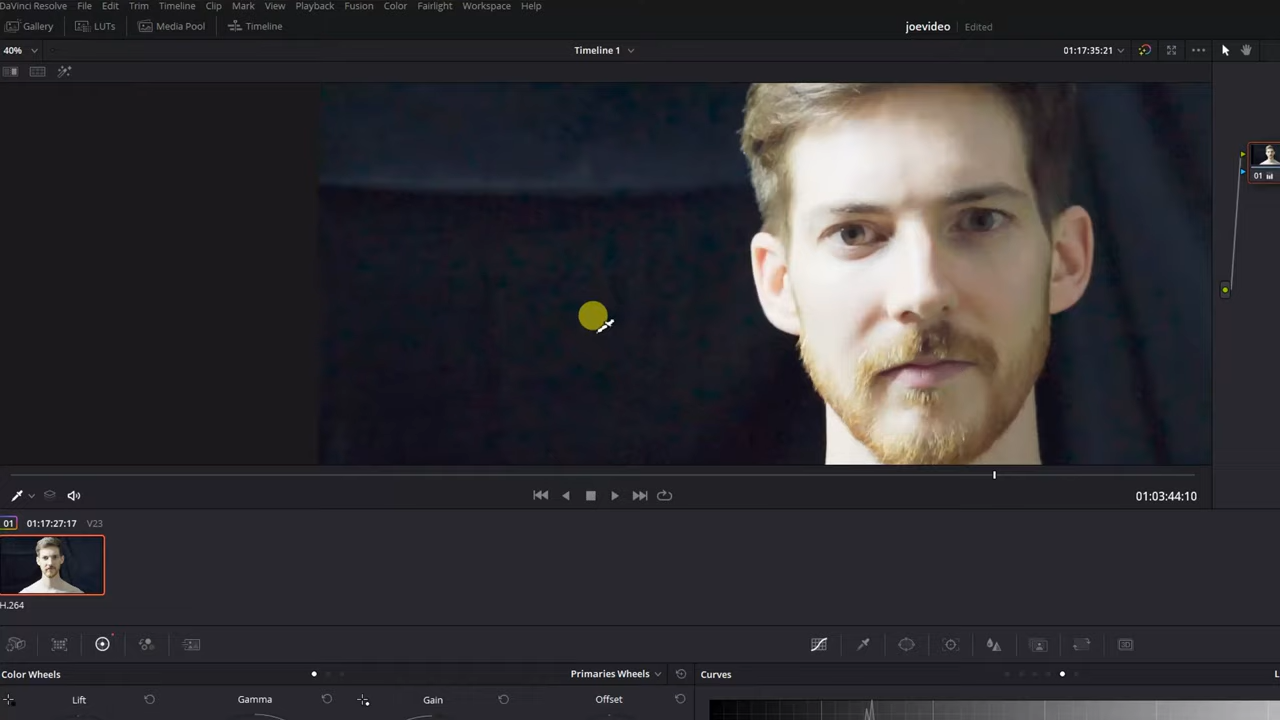 DaVinci Resolve File Edit Trim Timeline Clip Mark View Playback Fusion Color Fairlight Workspace Help
Gallery LUTs Media Pool Timeline joevideo Edited
40% Timeline 1 01:17:35:21
01
01:03:44:10
01 01:17:27:17 V23
H.264
Color Wheels Primaries Wheels Curves
Lift Gamma Gain Offset